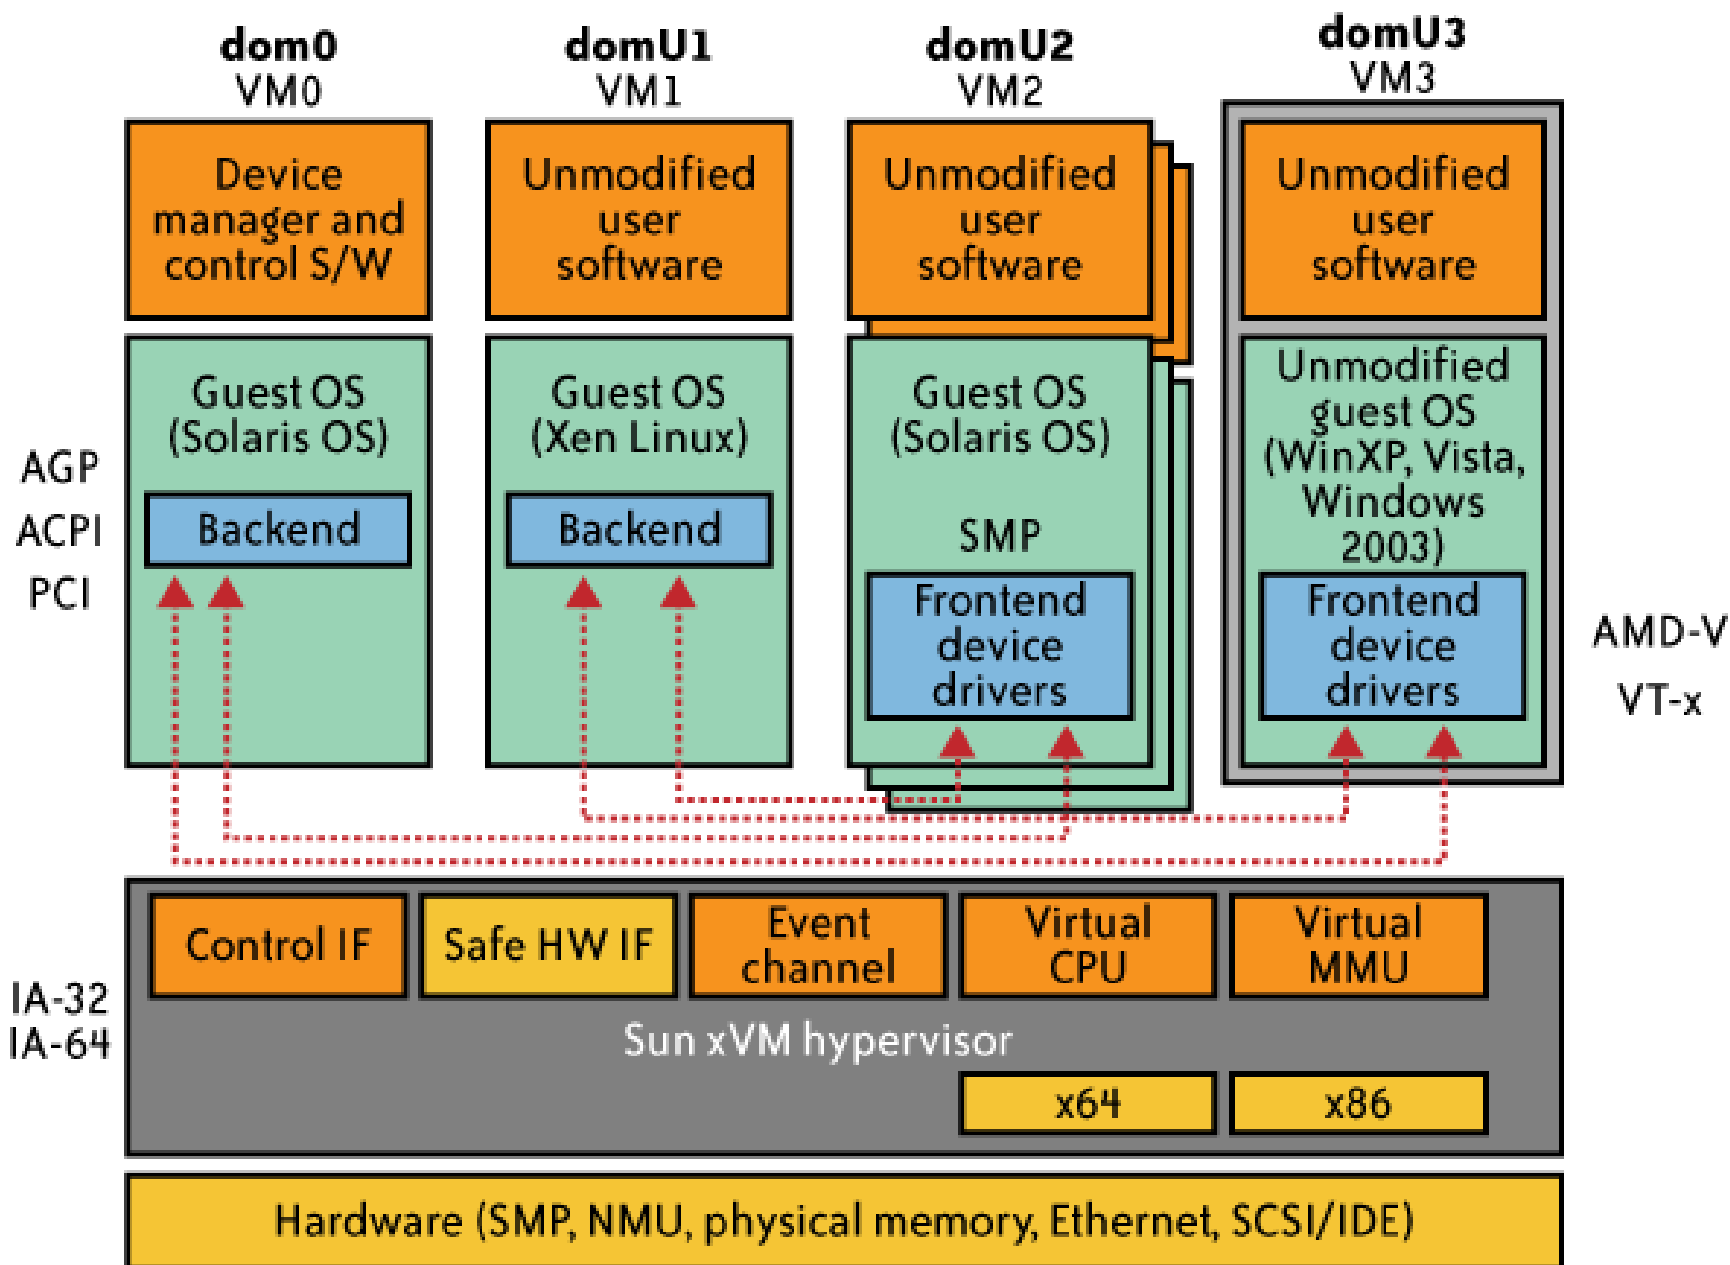 dom0
VM0
domU1
VM1
domU2
VM2
domU3
VM3
Device
manager and
control S/W
Unmodified
user
software
Unmodified
user
software
Unmodified
user
software
Guest OS
(Solaris OS)
Backend
Guest OS
(Xen Linux)
Backend
Guest OS
(Solaris OS)
SMP
Frontend
device
drivers
Unmodified
guest OS
(WinXP, Vista,
Windows
2003)
Frontend
device
drivers
AGP
ACPI
PCI
AMD-V
VT-x
Control IF
Safe HW IF
Event
channel
Virtual
CPU
Virtual
MMU
IA-32
IA-64
Sun xVM hypervisor
x64
x86
Hardware (SMP, NMU, physical memory, Ethernet, SCSI/IDE)